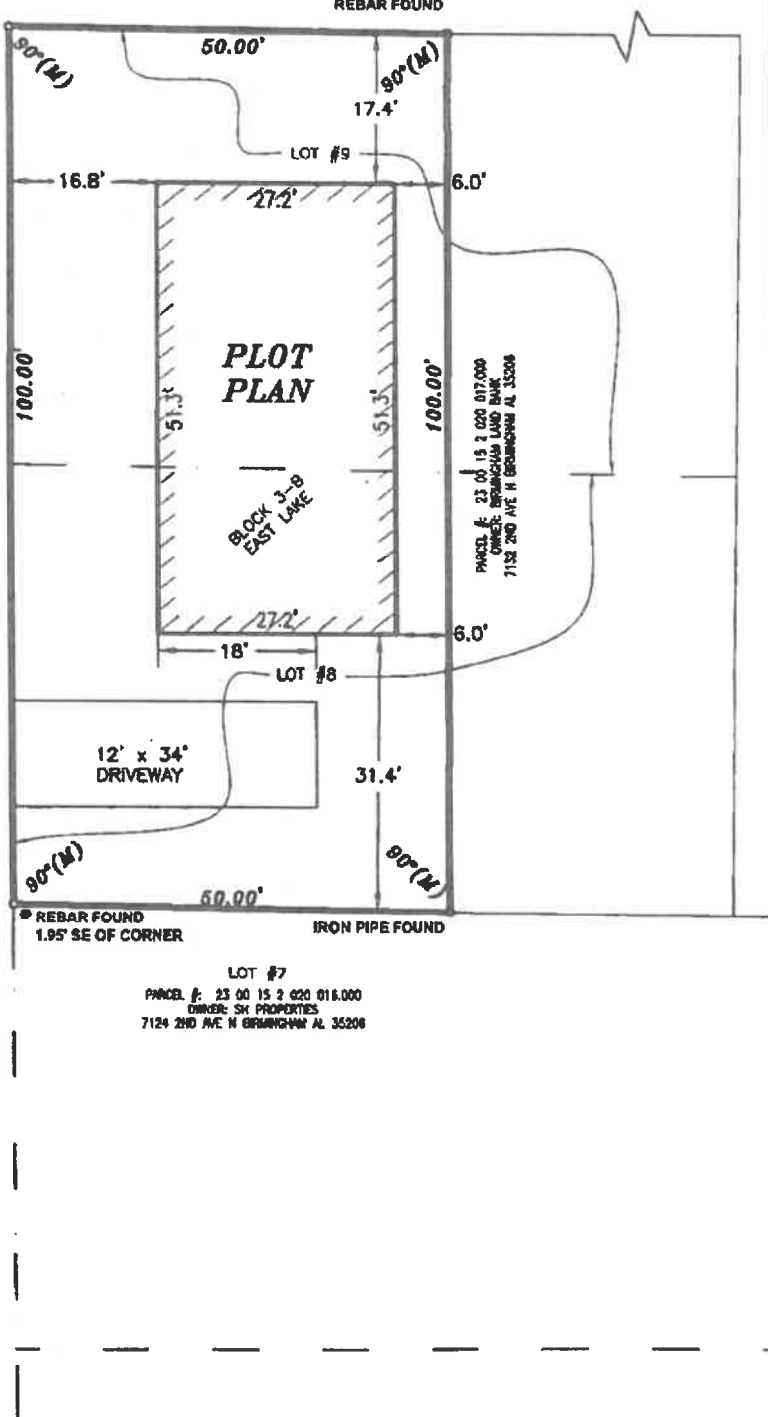 REBAR FOUND
50.00'
90°(M)
90°(M)
17.4'
LOT #9
16.8'
27.2'
6.0'
PLOT
PLAN
100.00'
51.3'
51.3'
100.00'
PARCEL #: 23 00 15 2 020 017.000
OWNER: BIRMINGHAM LAND BANK
7132 2ND AVE N BIRMINGHAM AL 35206
BLOCK 3-B
EAST LAKE
27.2'
6.0'
18'
LOT #8
12' x 34'
DRIVEWAY
31.4'
90°(M)
90°(M)
50.00'
REBAR FOUND
1.95' SE OF CORNER
IRON PIPE FOUND
LOT #7
PARCEL #: 23 00 15 2 020 016.000
OWNER: SK PROPERTIES
7124 2ND AVE N BIRMINGHAM AL 35206